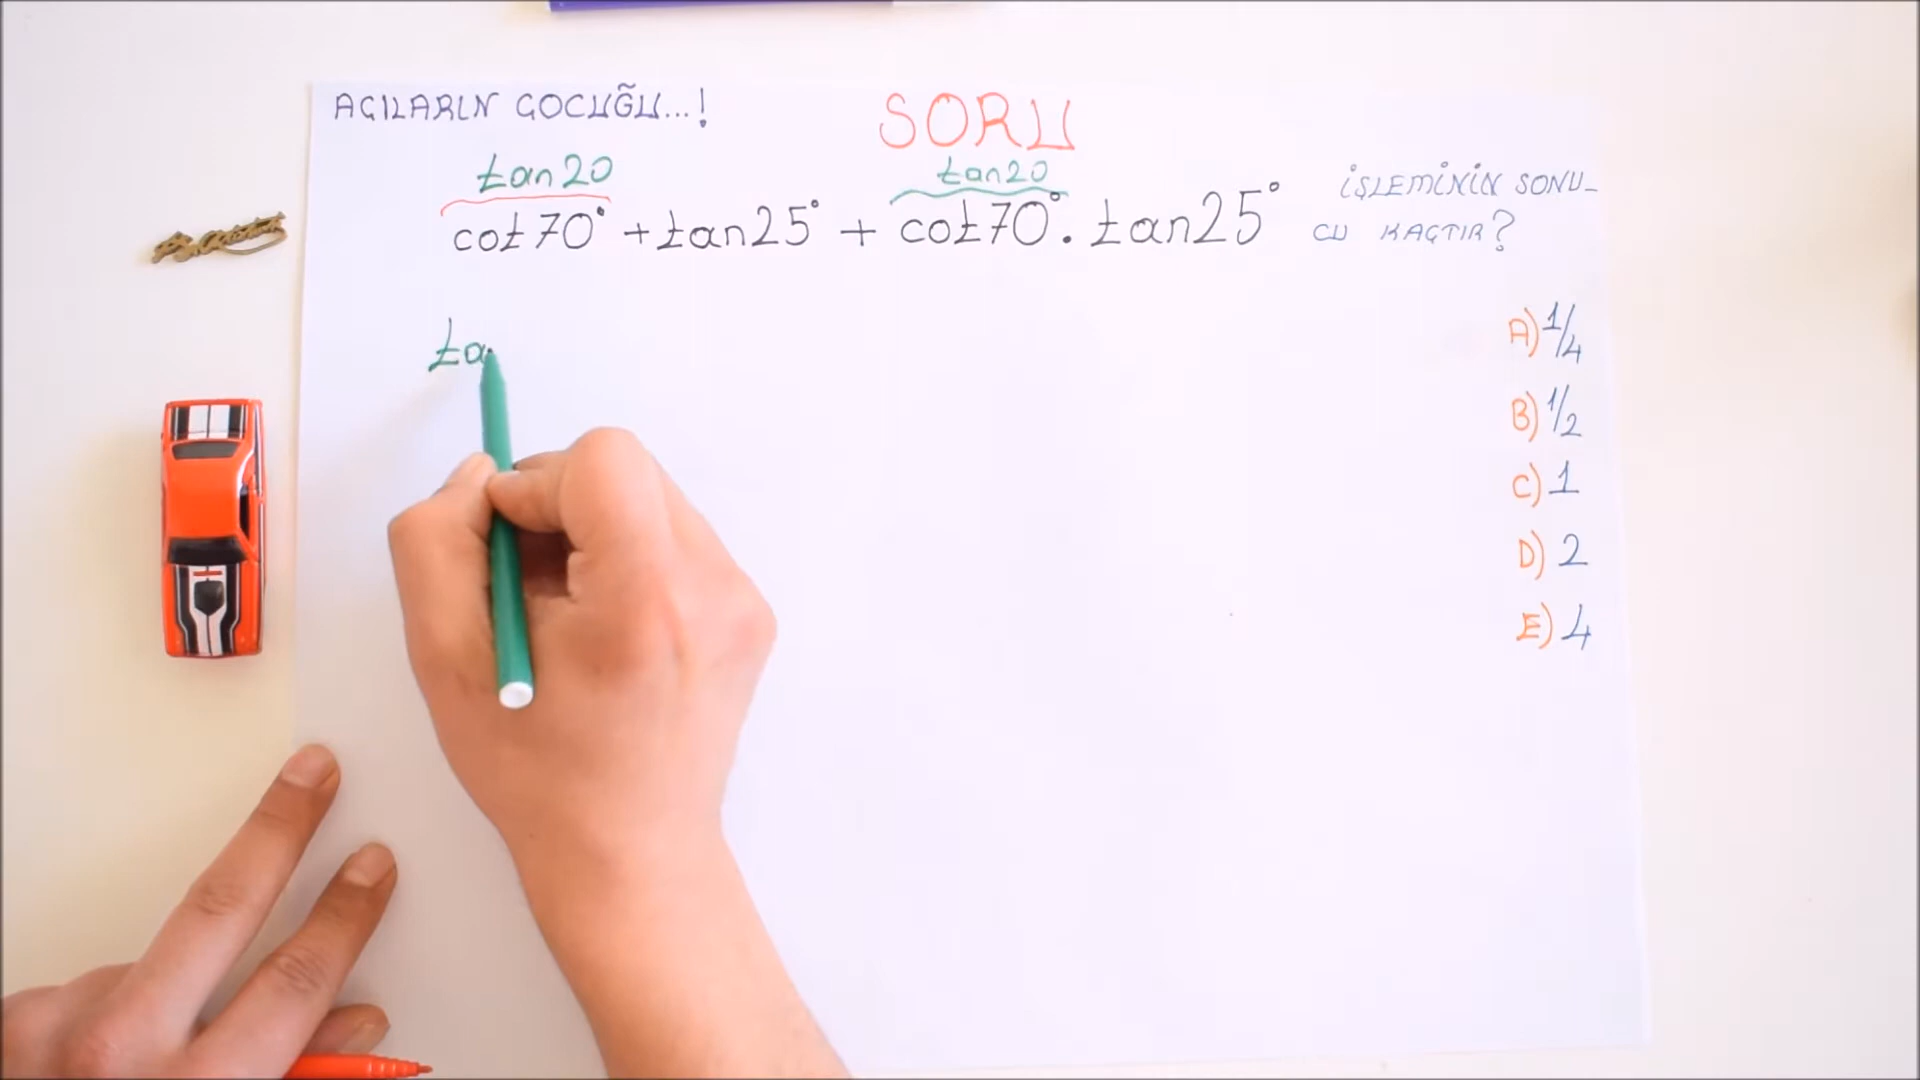 AÇILARIN ÇOCUĞU...!
SORU
tan20 tan20
cot70° + tan25° + cot70° . tan25° İŞLEMİNİN SONU-
CU KAÇTIR?
ta
A) 1/4
B) 1/2
C) 1
D) 2
E) 4